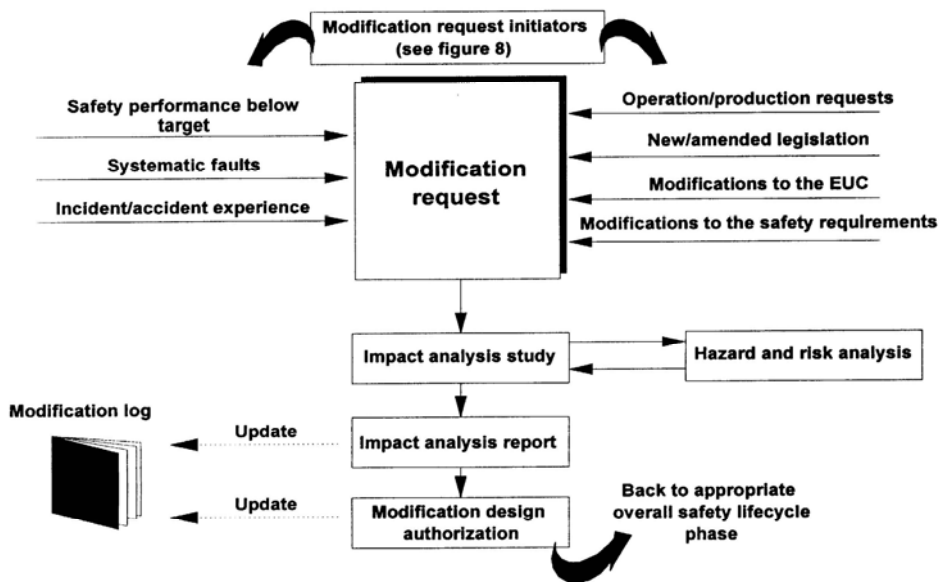 Modification request initiators
(see figure 8)
Safety performance below
target
Systematic faults
Incident/accident experience
Modification
request
Operation/production requests
New/amended legislation
Modifications to the EUC
Modifications to the safety requirements
Impact analysis study
Hazard and risk analysis
Modification log
Update
Impact analysis report
Update
Modification design
authorization
Back to appropriate
overall safety lifecycle
phase